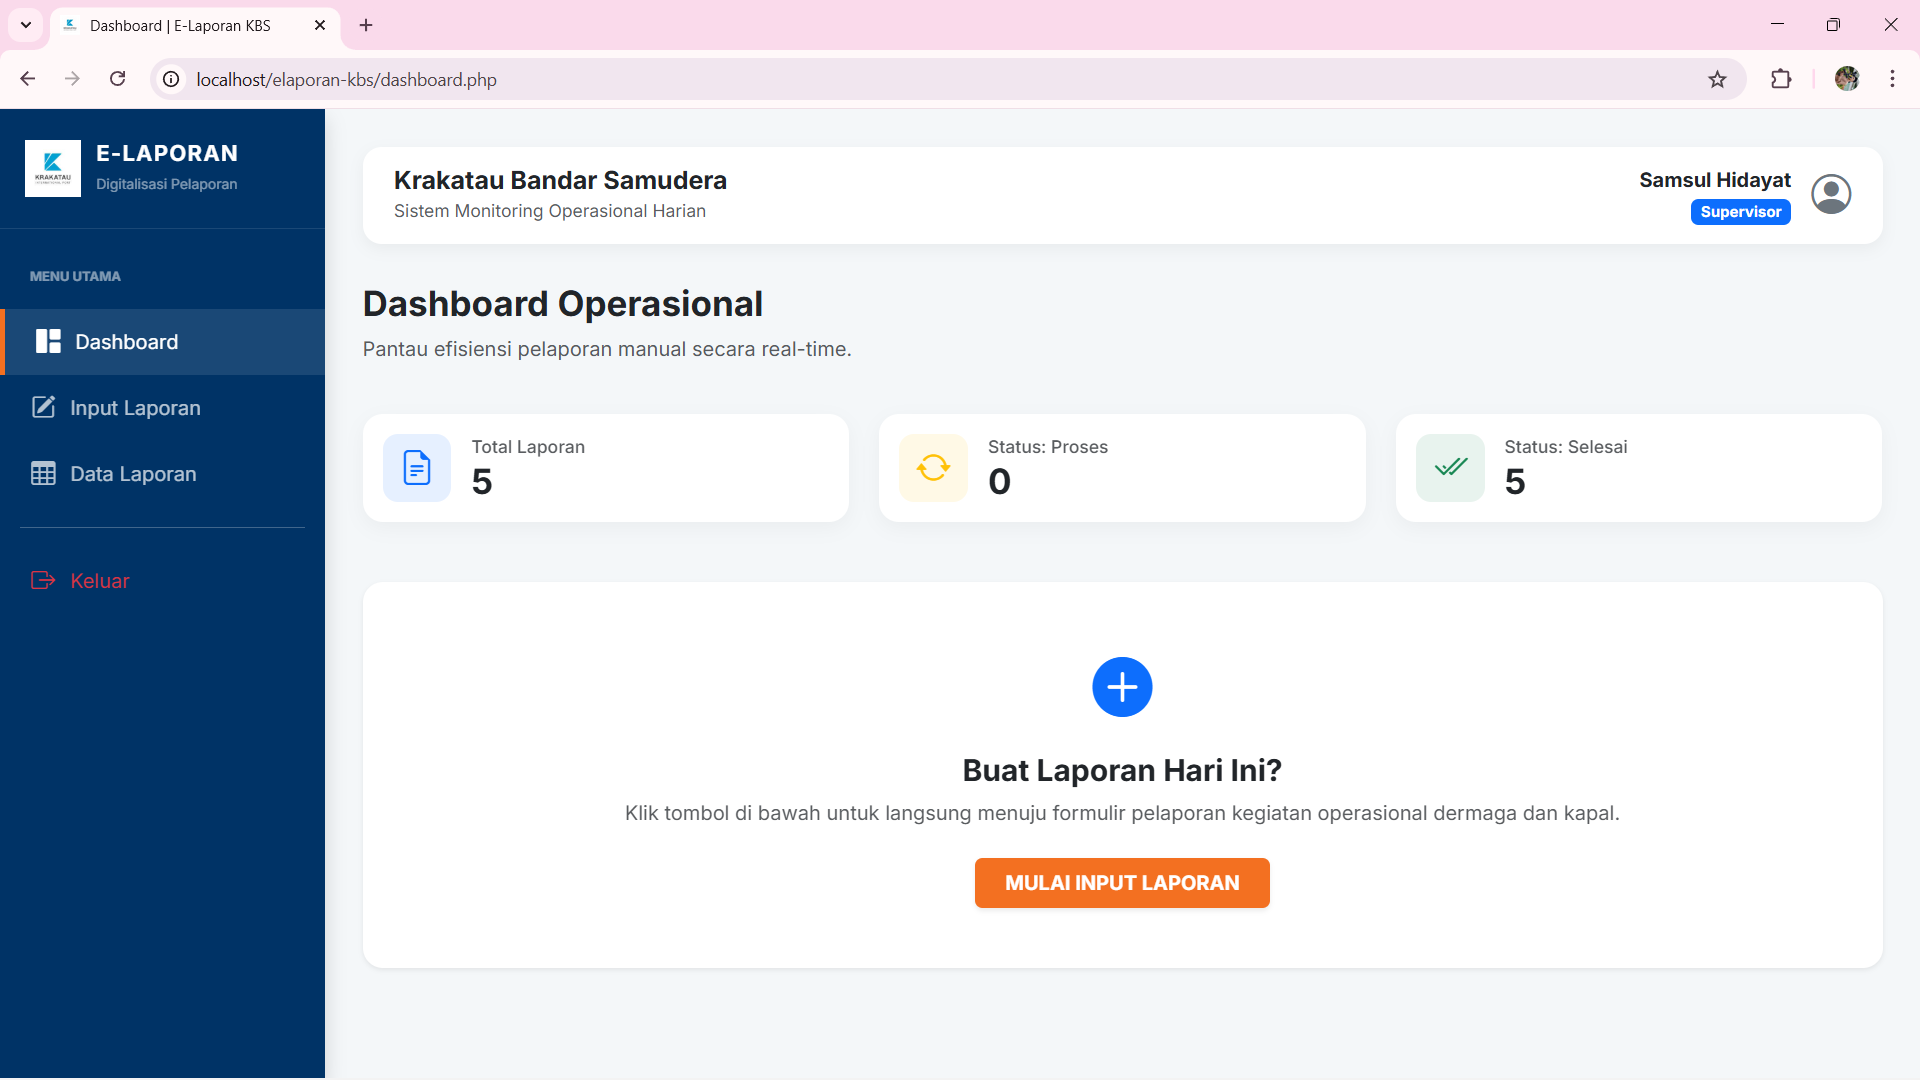 Dashboard | E-Laporan KBS
localhost/elaporan-kbs/dashboard.php
KRAKATAU
E-LAPORAN
Digitalisasi Pelaporan
MENU UTAMA
Dashboard
Input Laporan
Data Laporan
Keluar
Krakatau Bandar Samudera
Sistem Monitoring Operasional Harian
Samsul Hidayat
Supervisor
Dashboard Operasional
Pantau efisiensi pelaporan manual secara real-time.
Total Laporan
5
Status: Proses
0
Status: Selesai
5
Buat Laporan Hari Ini?
Klik tombol di bawah untuk langsung menuju formulir pelaporan kegiatan operasional dermaga dan kapal.
MULAI INPUT LAPORAN